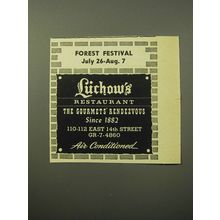 FOREST FESTIVAL
July 26-Aug. 7
Lüchow's
RESTAURANT
THE GOURMETS' RENDEZVOUS
Since 1882
110-112 EAST 14th STREET
GR-7-4860
Air Conditioned